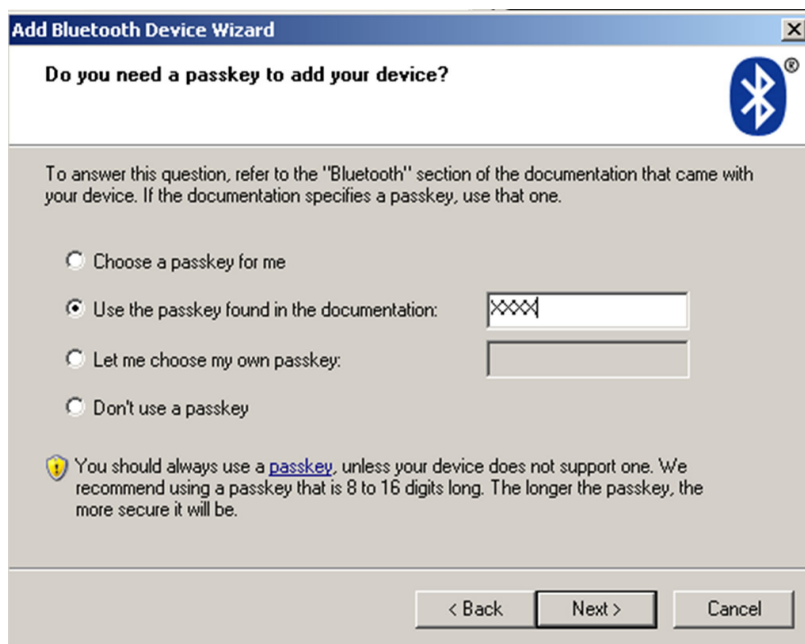 Add Bluetooth Device Wizard
Do you need a passkey to add your device?
®
To answer this question, refer to the "Bluetooth" section of the documentation that came with
your device. If the documentation specifies a passkey, use that one.
Choose a passkey for me
Use the passkey found in the documentation: XXXX
Let me choose my own passkey:
Don't use a passkey
You should always use a passkey, unless your device does not support one. We
recommend using a passkey that is 8 to 16 digits long. The longer the passkey, the
more secure it will be.
< Back Next > Cancel